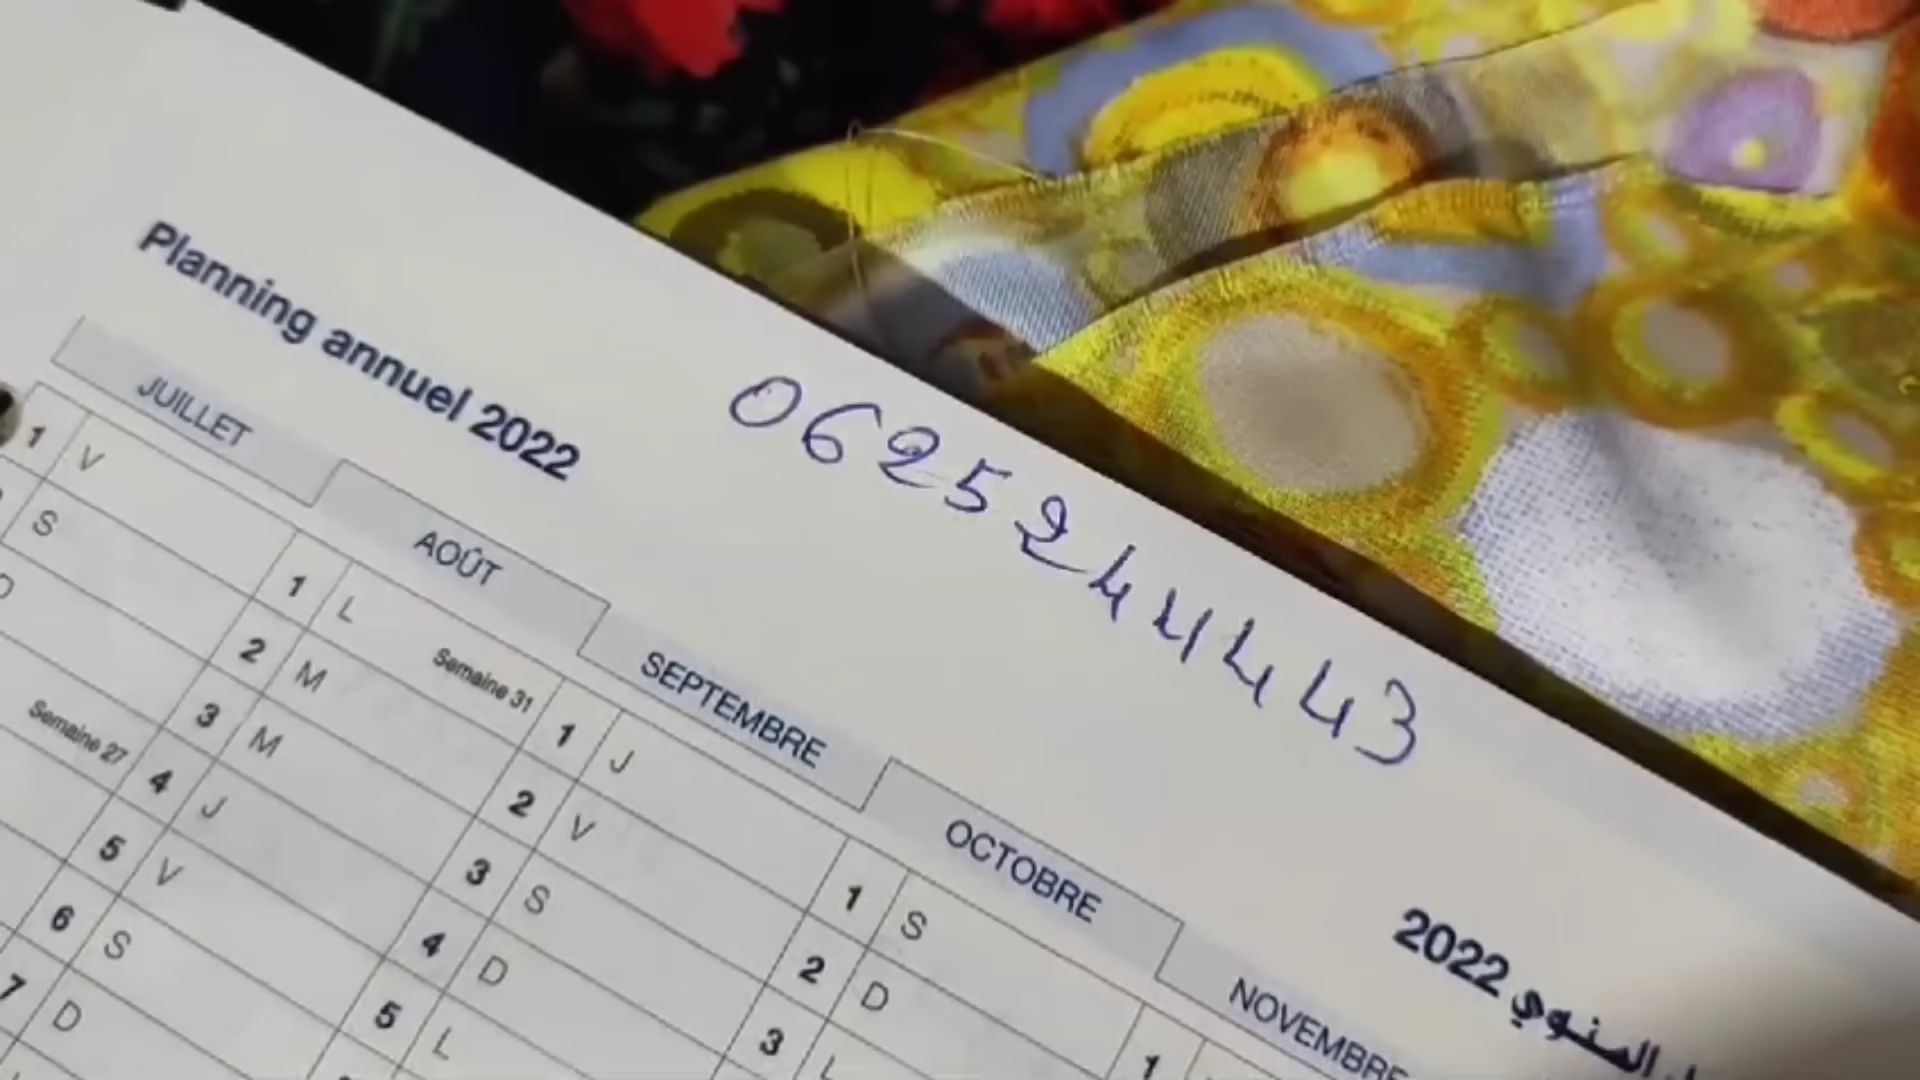 Planning annuel 2022
0625244443
2022 السنوي
JUILLET AOÛT SEPTEMBRE OCTOBRE NOVEMBRE
1 V
S
D
Semaine 27
1 L Semaine 31
2 M
3 M
4 J
5 V
6 S
7 D
1 J
2 V
3 S
4 D
5 L
1 S
2 D
3 L
1